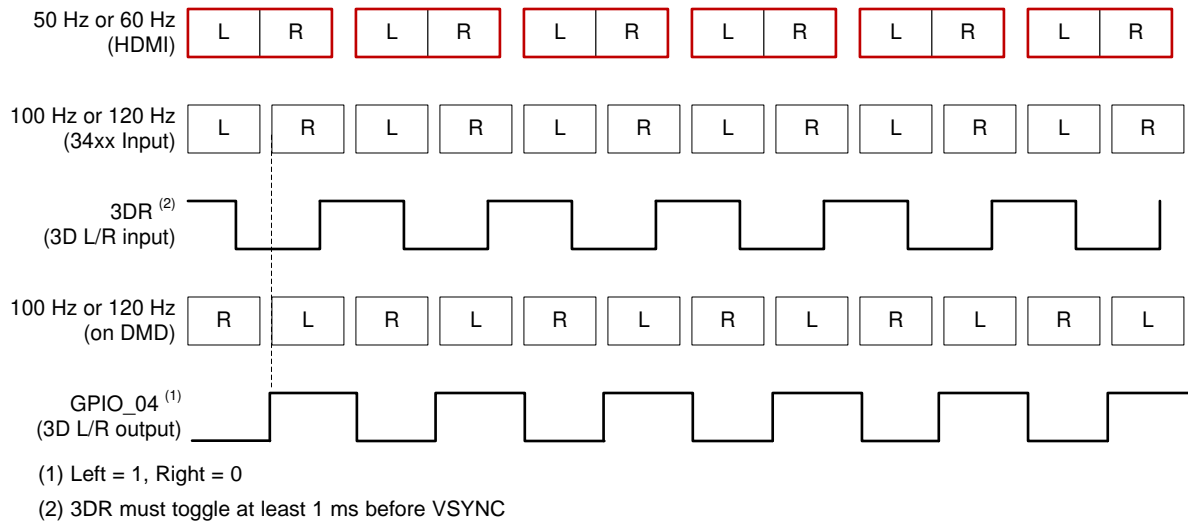 50 Hz or 60 Hz
(HDMI)
L R L R L R L R L R L R
100 Hz or 120 Hz
(34xx Input)
L R L R L R L R L R L R
3DR (2)
(3D L/R input)
100 Hz or 120 Hz
(on DMD)
R L R L R L R L R L R L
GPIO_04 (1)
(3D L/R output)
(1) Left = 1, Right = 0
(2) 3DR must toggle at least 1 ms before VSYNC